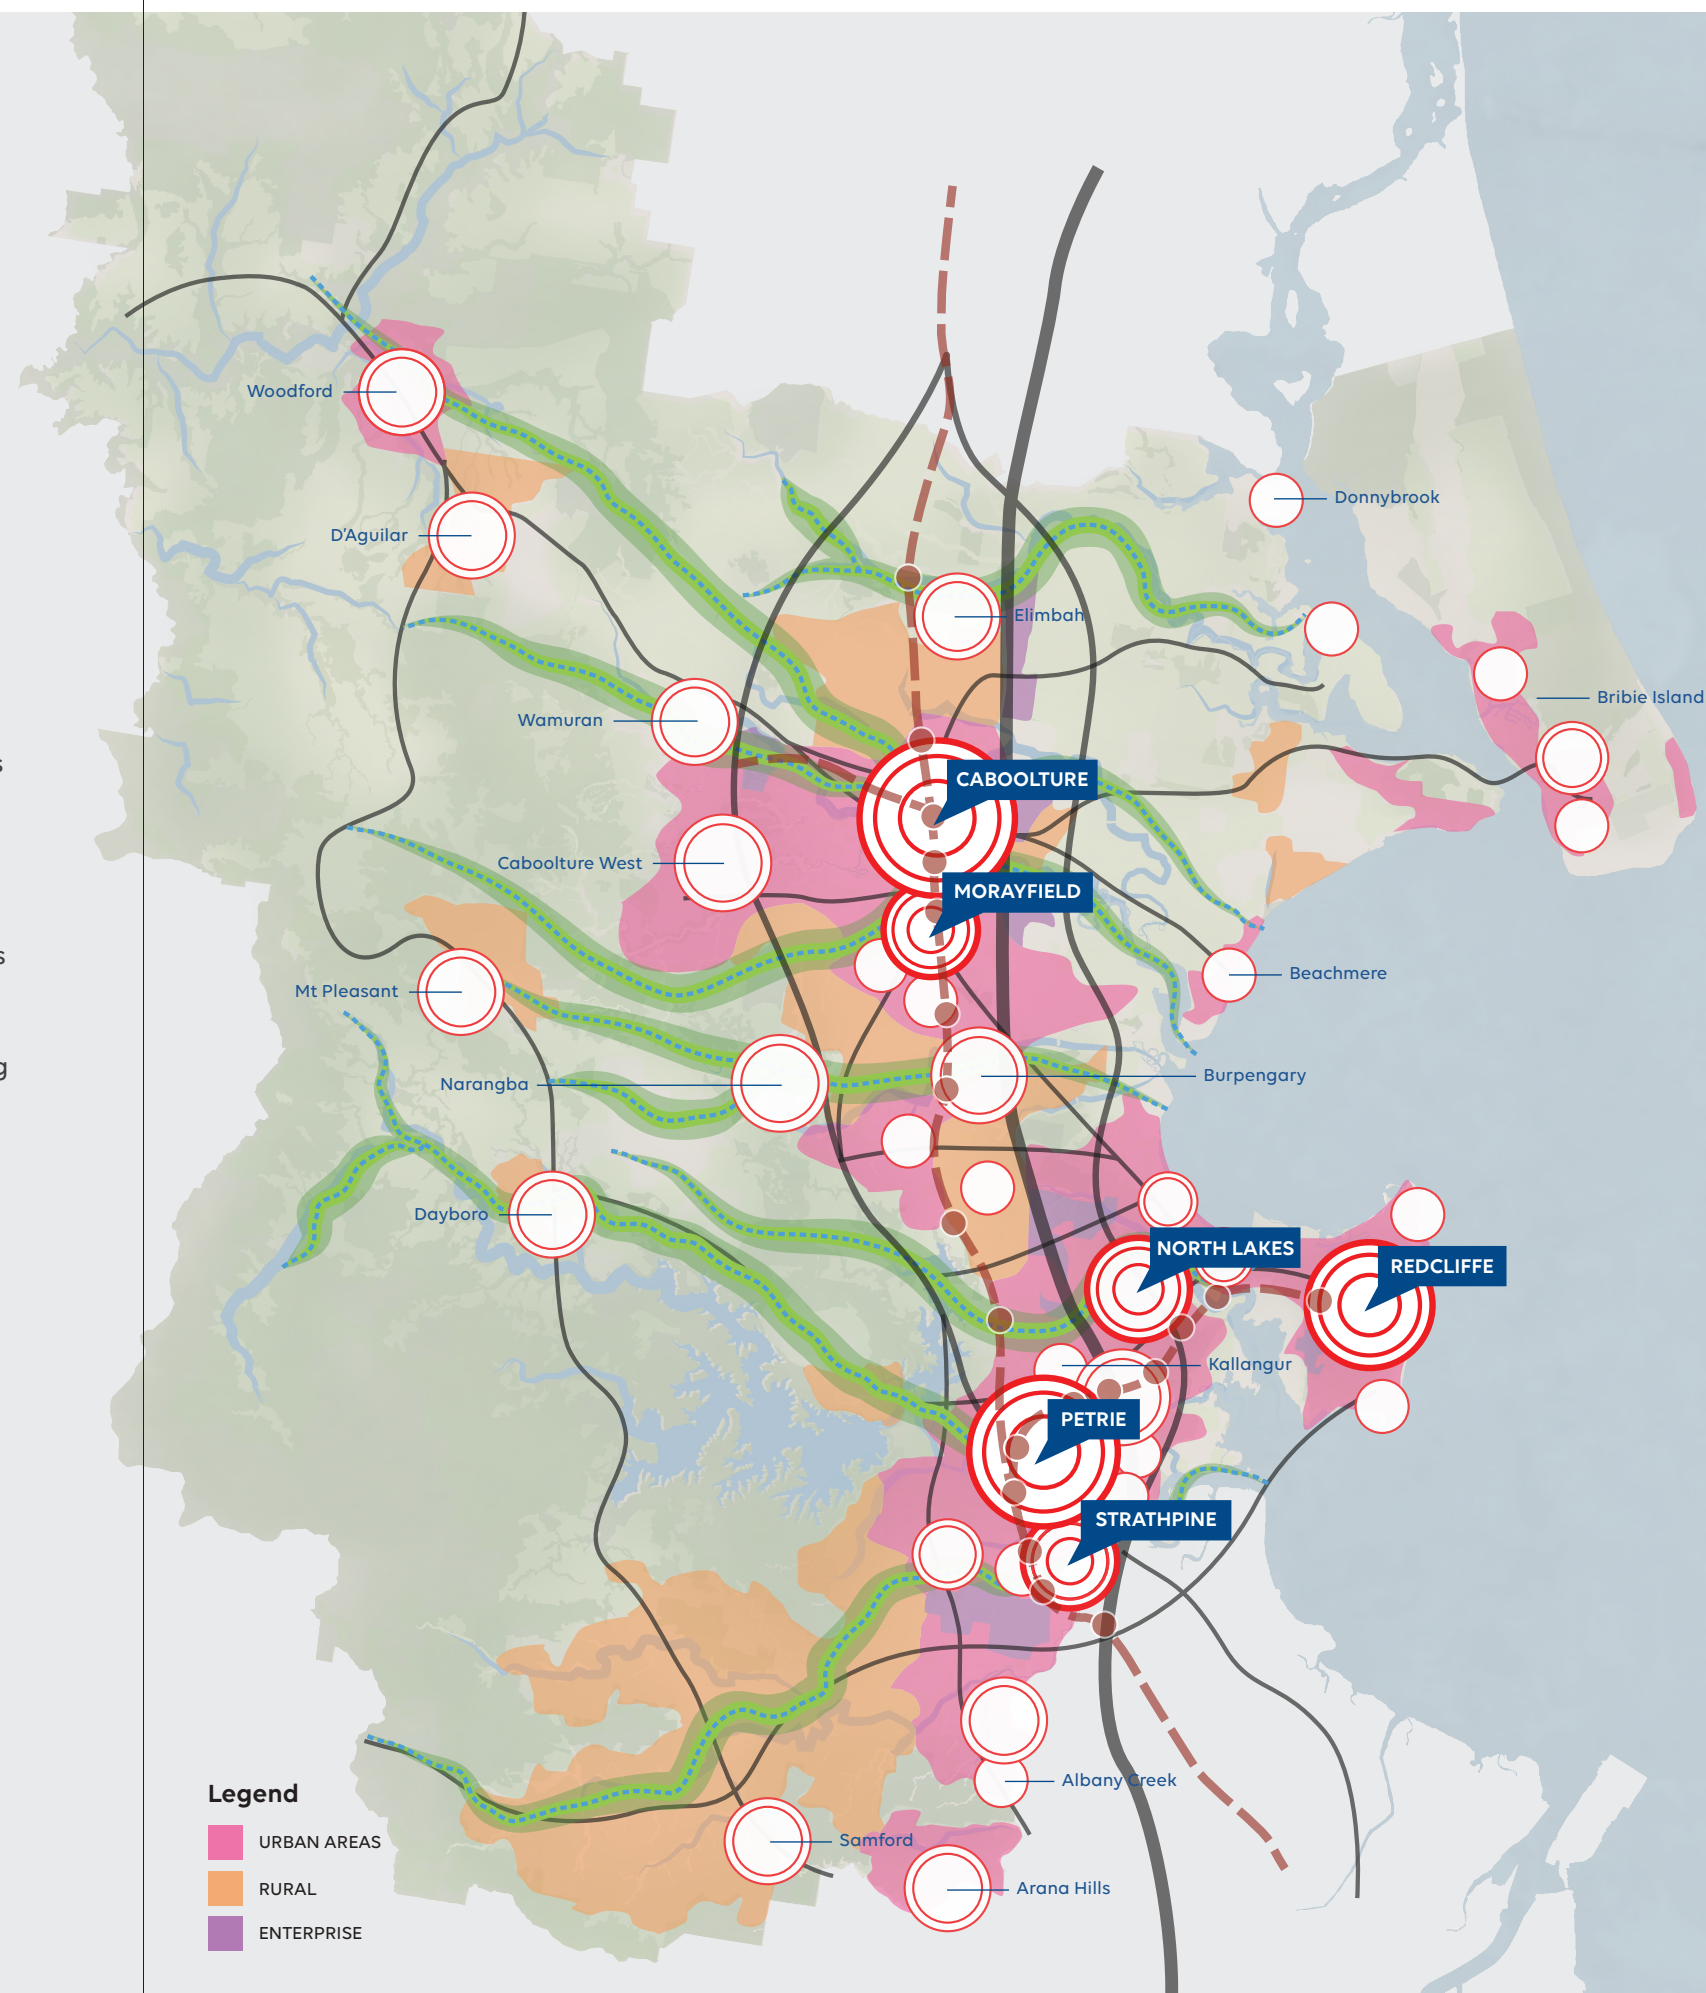 Woodford
Donnybrook
D'Aguilar
Elimbah
Bribie Island
Wamuran
CABOOLTURE
s
Caboolture West
MORAYFIELD
s
Beachmere
Mt Pleasant
g
Narangba
Burpengary
Dayboro
NORTH LAKES
REDCLIFFE
Kallangur
PETRIE
STRATHPINE
Albany Creek
Samford
Arana Hills
Legend
URBAN AREAS
RURAL
ENTERPRISE